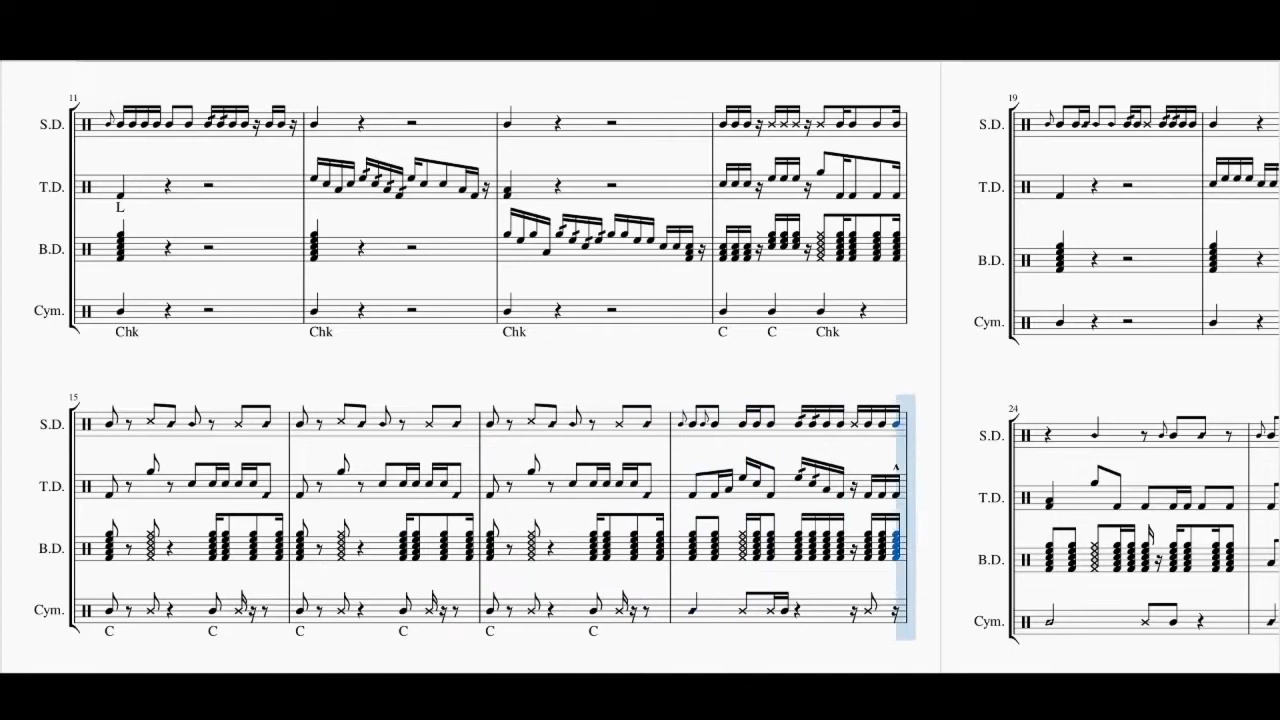 11
S.D.
T.D.
L
B.D.
Cym.
Chk Chk Chk C C Chk
15
S.D.
T.D.
B.D.
Cym.
C C C C C C
19
S.D.
T.D.
B.D.
Cym.
24
S.D.
T.D.
B.D.
Cym.